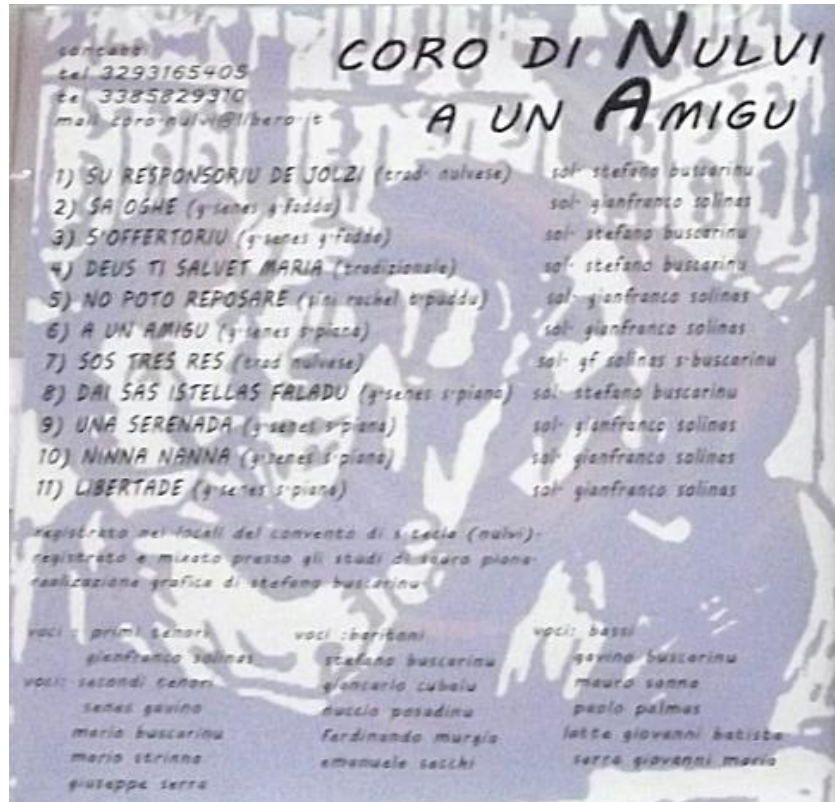 contatti
tel 3293165405
tel 3385829310
mail coro.nulvi@libero.it
CORO DI NULVI
A UN AMIGU
1) SU RESPONSORIU DE JOLZI (trad. nulvese) sol. stefano buscarinu
2) SA OGHE (g.senes g.fadda) sol. gianfranco solinas
3) S'OFFERTORIU (g.senes g.fadda) sol. stefano buscarinu
4) DEUS TI SALVET MARIA (tradizionale) sol. stefano buscarinu
5) NO POTO REPOSARE (sini rachel t.puddu) sol. gianfranco solinas
6) A UN AMIGU (g.senes s.piana) sol. gianfranco solinas
7) SOS TRES RES (trad nulvese) sol. gf solinas s.buscarinu
8) DAI SAS ISTELLAS FALADU (g.senes s.piana) sol. stefano buscarinu
9) UNA SERENADA (g.senes s.piana) sol. gianfranco solinas
10) NINNA NANNA (g.senes s.piana) sol. gianfranco solinas
11) LIBERTADE (g.senes s.piana) sol. gianfranco solinas
registrato nei locali del convento di s.tecla (nulvi).
registrato e mixato presso gli studi di sauro piana.
realizzazione grafica di stefano buscarinu.
voci : primi tenori
gianfranco solinas
voci: secondi tenori
senes gavino
mario buscarinu
mario strinna
giuseppe serra
voci :baritoni
stefano buscarinu
giancarlo cubaiu
nuccio posadinu
ferdinando murgia
emanuele secchi
voci: bassi
gavino buscarinu
mauro sanna
paolo palmas
latte giovanni batista
serra giovanni maria